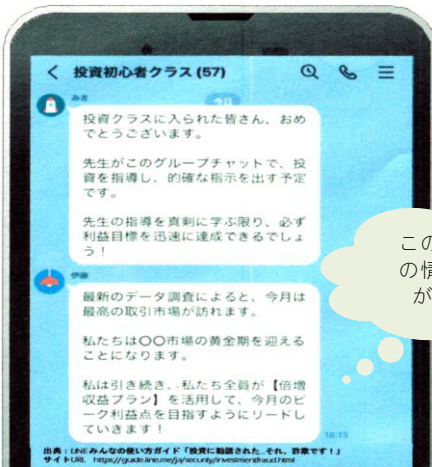 投資初心者クラス (57)
みき
今日
投資クラスに入られた皆さん、おめ
でとうございます。
先生がこのグループチャットで、投
資を指導し、的確な指示を出す予定
です。
先生の指導を真剣に学ぶ限り、必ず
利益目標を迅速に達成できるでしょ
う！
伊藤
最新のデータ調査によると、今月は
最高の取引市場が訪れます。
私たちは〇〇市場の黄金期を迎える
ことになります。
私は引き続き、私たち全員が【倍増
収益プラン】を活用して、今月のピ
ーク利益点を目指すようにリードし
ていきます！
18:13
この
の情
が
出典：LINEみんなの使い方ガイド「投資に勧誘された…それ、詐欺です！」
サイトURL https://guide.line.me/ja/security/investmentfraud.html